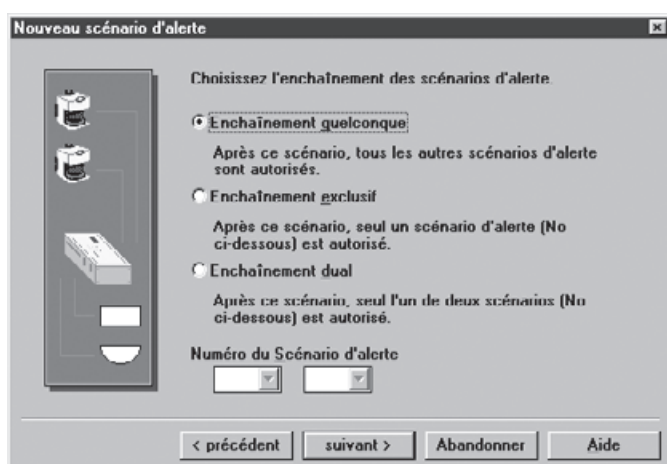 Nouveau scénario d'alerte
Choisissez l'enchaînement des scénarios d'alerte.
Enchaînement quelconque
Après ce scénario, tous les autres scénarios d'alerte
sont autorisés.
Enchaînement exclusif
Après ce scénario, seul un scénario d'alerte (No
ci-dessous) est autorisé.
Enchaînement dual
Après ce scénario, seul l'un de deux scénarios (No
ci-dessous) est autorisé.
Numéro du Scénario d'alerte
< précédent
suivant >
Abandonner
Aide